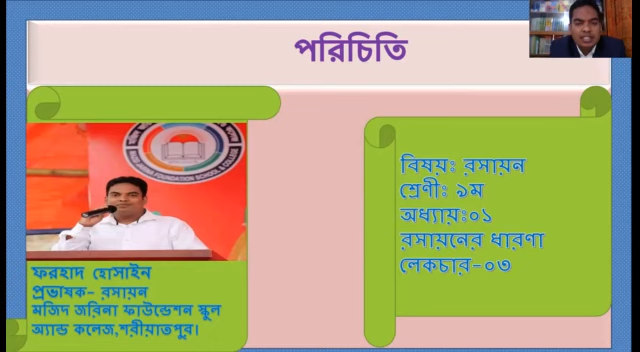 পরিচিতি
ফরহাদ হোসাইন
প্রভাষক- রসায়ন
মজিদ জরিনা ফাউন্ডেশন স্কুল
অ্যান্ড কলেজ,শরীয়াতপুর।
বিষয়ঃ রসায়ন
শ্রেণীঃ ৯ম
অধ্যায়ঃ০১
রসায়নের ধারণা
লেকচার-০৩